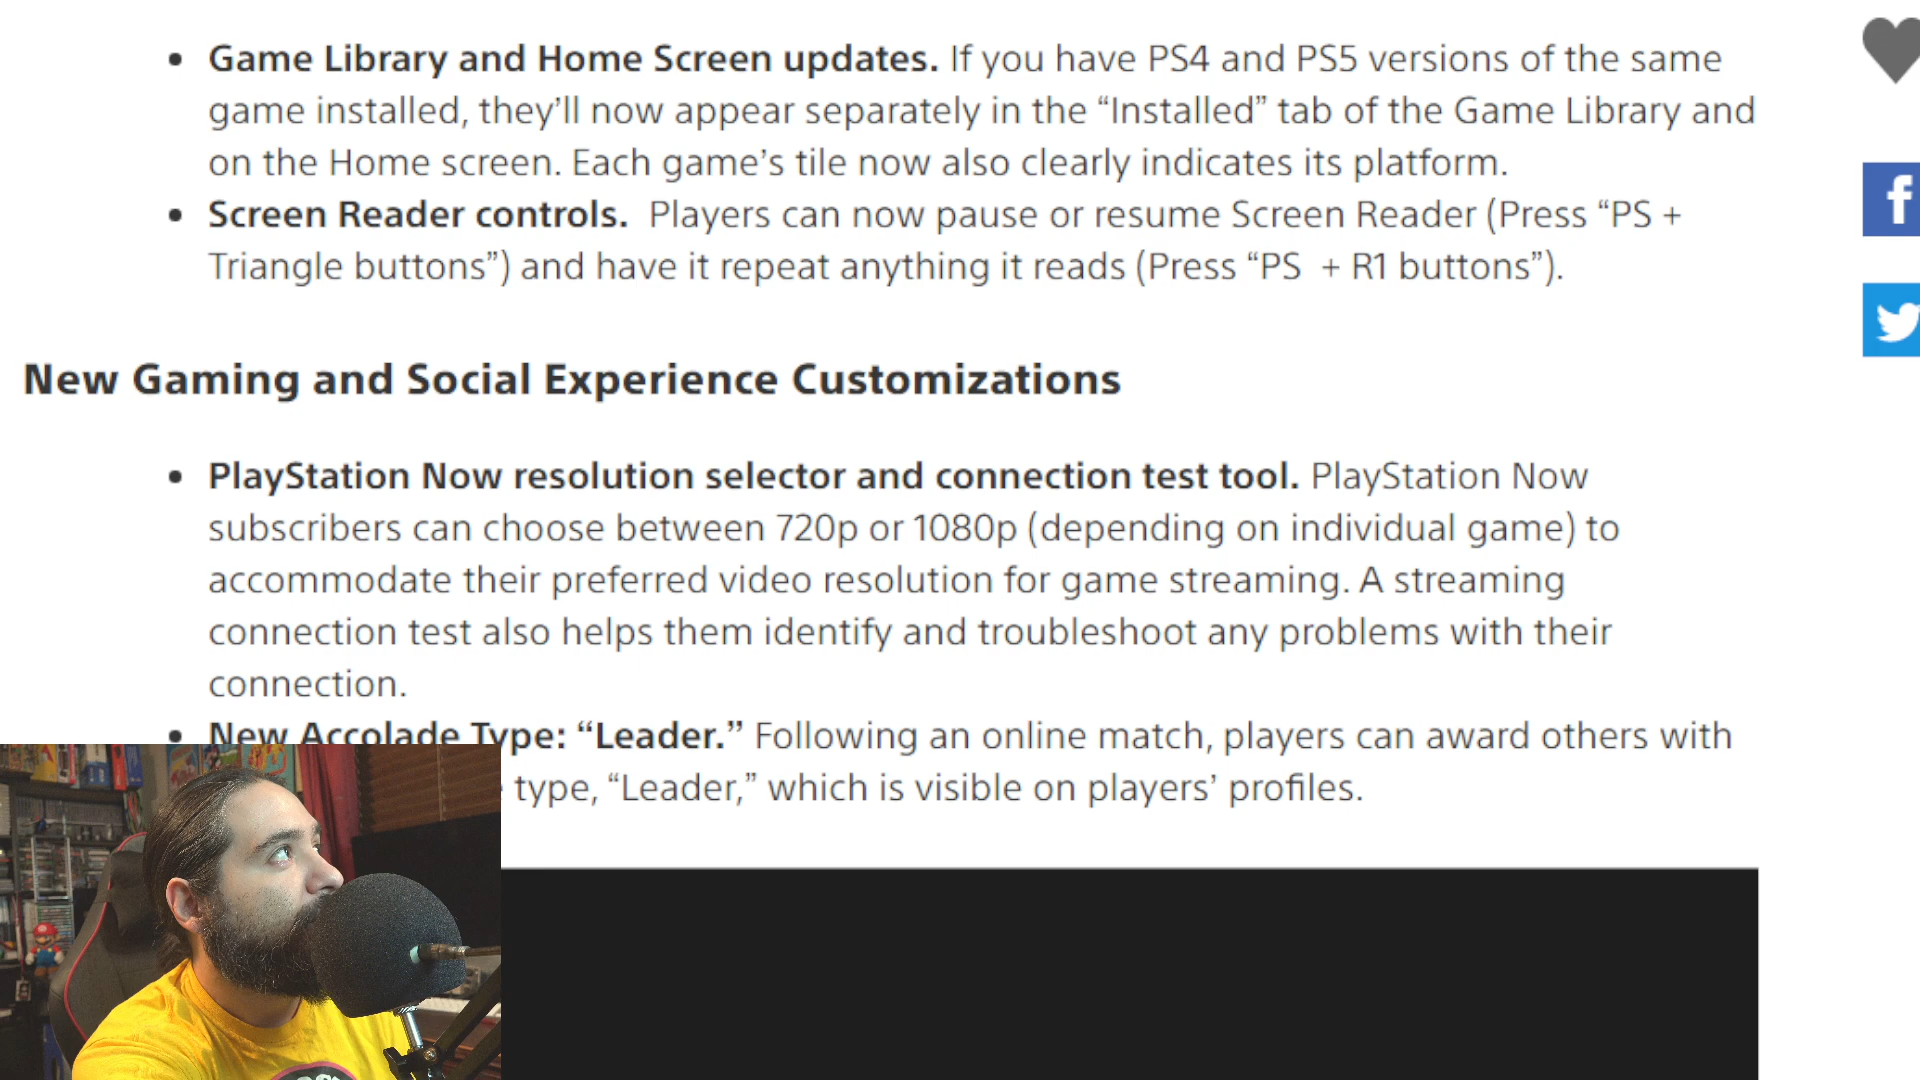 Game Library and Home Screen updates. If you have PS4 and PS5 versions of the same
game installed, they’ll now appear separately in the “Installed” tab of the Game Library and
on the Home screen. Each game’s tile now also clearly indicates its platform.
Screen Reader controls.  Players can now pause or resume Screen Reader (Press “PS +
Triangle buttons”) and have it repeat anything it reads (Press “PS  + R1 buttons”).
New Gaming and Social Experience Customizations
PlayStation Now resolution selector and connection test tool. PlayStation Now
subscribers can choose between 720p or 1080p (depending on individual game) to
accommodate their preferred video resolution for game streaming. A streaming
connection test also helps them identify and troubleshoot any problems with their
connection.
New Accolade Type: “Leader.” Following an online match, players can award others with
type, “Leader,” which is visible on players’ profiles.